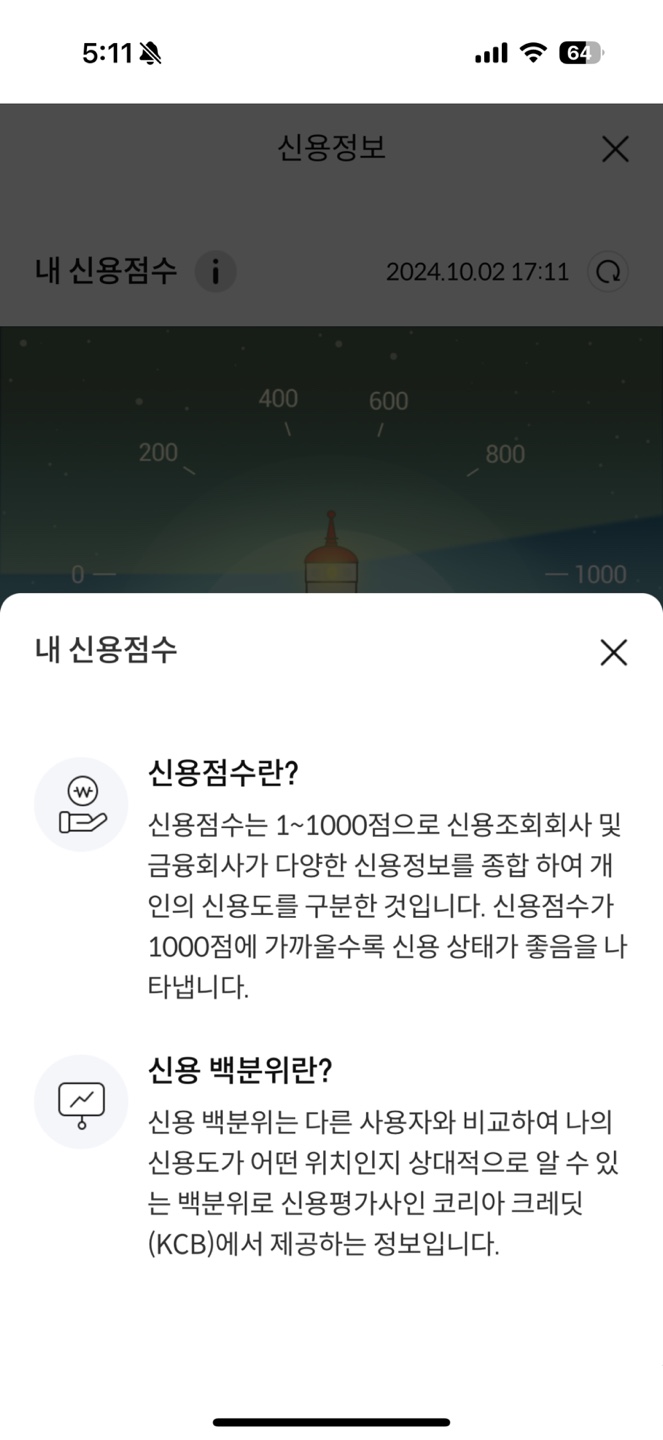 5:11
64
신용정보
내 신용점수 i 2024.10.02 17:11
400 600
200 800
0 1000
내 신용점수
신용점수란?
신용점수는 1~1000점으로 신용조회회사 및
금융회사가 다양한 신용정보를 종합 하여 개
인의 신용도를 구분한 것입니다. 신용점수가
1000점에 가까울수록 신용 상태가 좋음을 나
타냅니다.
신용 백분위란?
신용 백분위는 다른 사용자와 비교하여 나의
신용도가 어떤 위치인지 상대적으로 알 수 있
는 백분위로 신용평가사인 코리아 크레딧
(KCB)에서 제공하는 정보입니다.